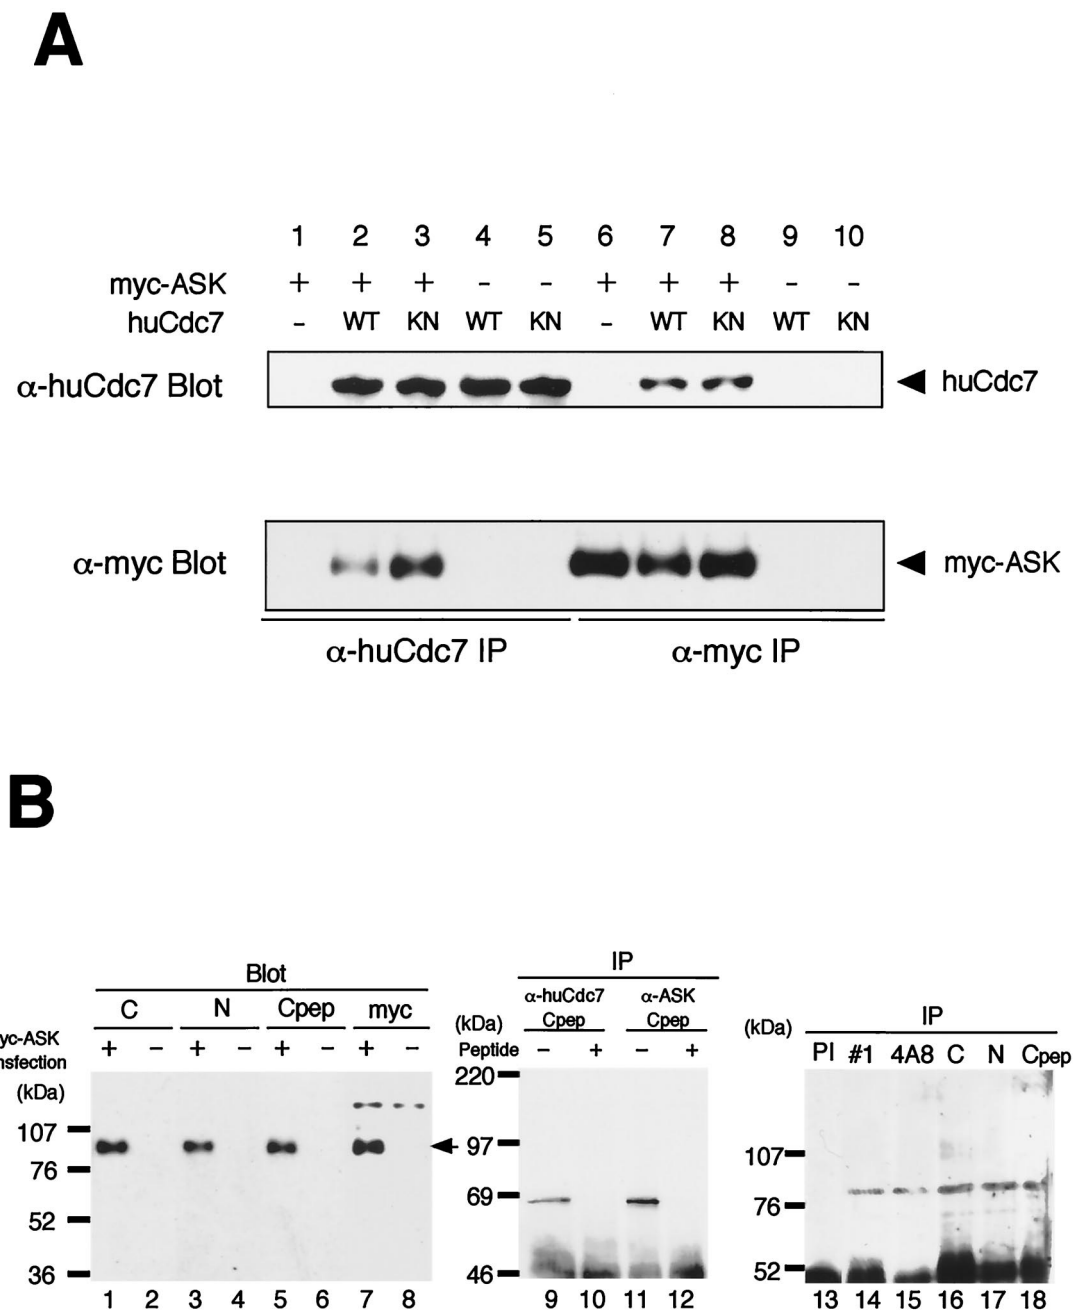 A
1 2 3 4 5 6 7 8 9 10
myc-ASK + + + - - + + + - -
huCdc7 - WT KN WT KN - WT KN WT KN
α-huCdc7 Blot huCdc7
α-myc Blot myc-ASK
α-huCdc7 IP α-myc IP
B
Blot
C N Cpep myc
yc-ASK
nsfection + - + - + - + -
(kDa)
107
76
52
36
1 2 3 4 5 6 7 8
IP
α-huCdc7 α-ASK
(kDa) Cpep Cpep
Peptide - + - +
220
97
69
46
9 10 11 12
(kDa) IP
PI #1 4A8 C N Cpep
107
76
52
13 14 15 16 17 18